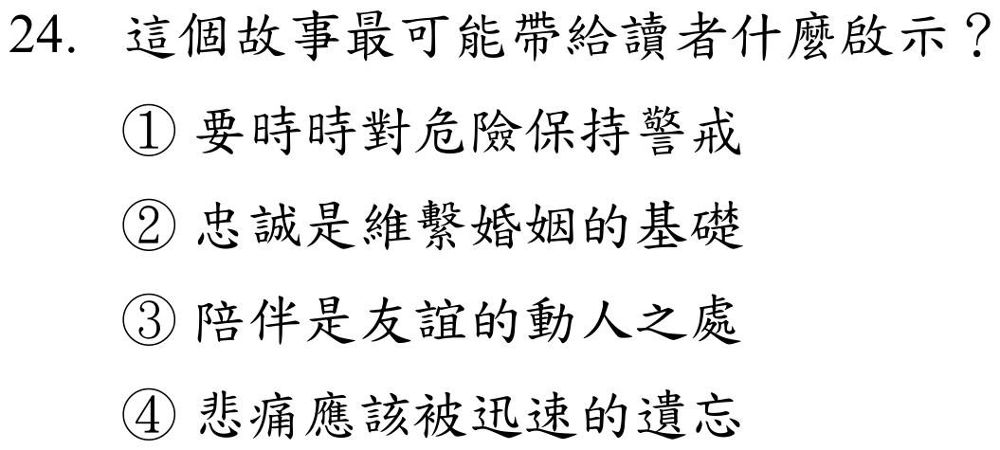 24. 這個故事最可能帶給讀者什麼啟示？
① 要時時對危險保持警戒
② 忠誠是維繫婚姻的基礎
③ 陪伴是友誼的動人之處
④ 悲痛應該被迅速的遺忘